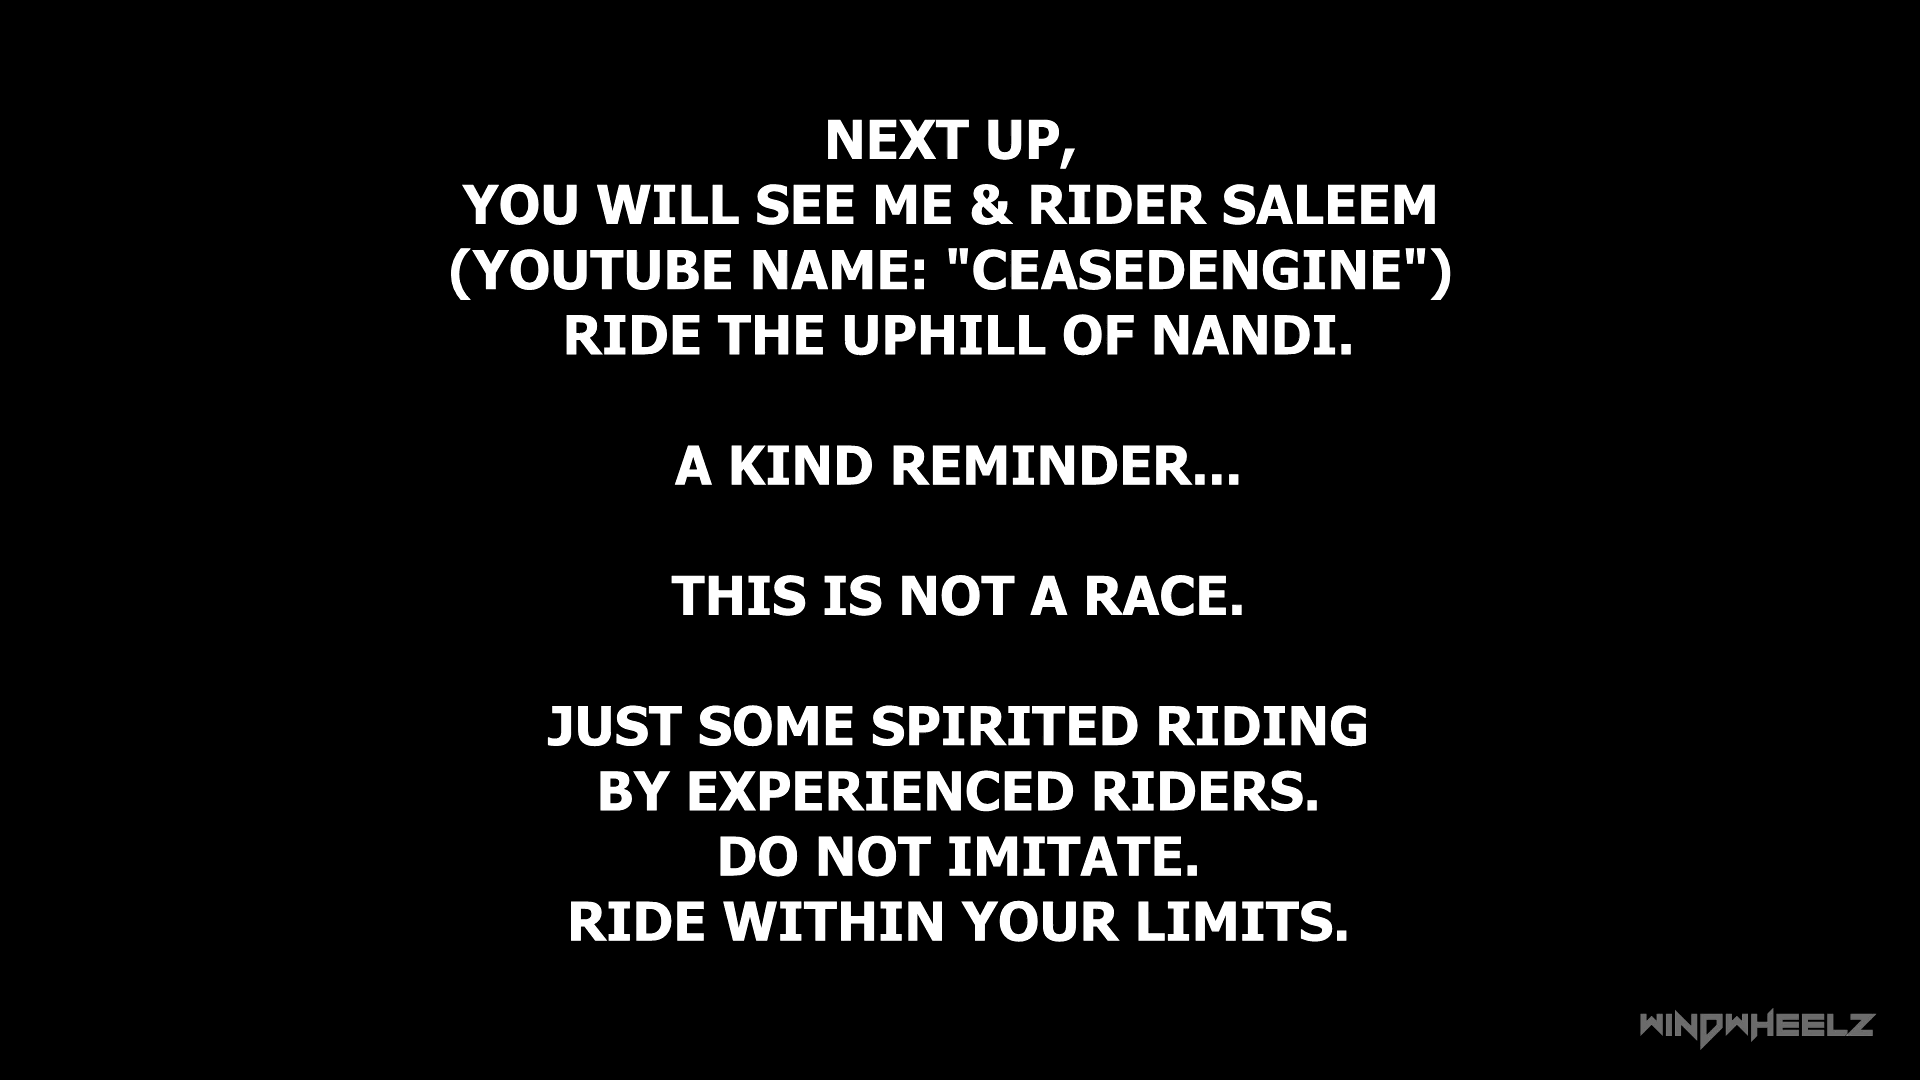 NEXT UP,
YOU WILL SEE ME & RIDER SALEEM
(YOUTUBE NAME: "CEASEDENGINE")
RIDE THE UPHILL OF NANDI.
A KIND REMINDER...
THIS IS NOT A RACE.
JUST SOME SPIRITED RIDING
BY EXPERIENCED RIDERS.
DO NOT IMITATE.
RIDE WITHIN YOUR LIMITS.
WINDWHEELZ